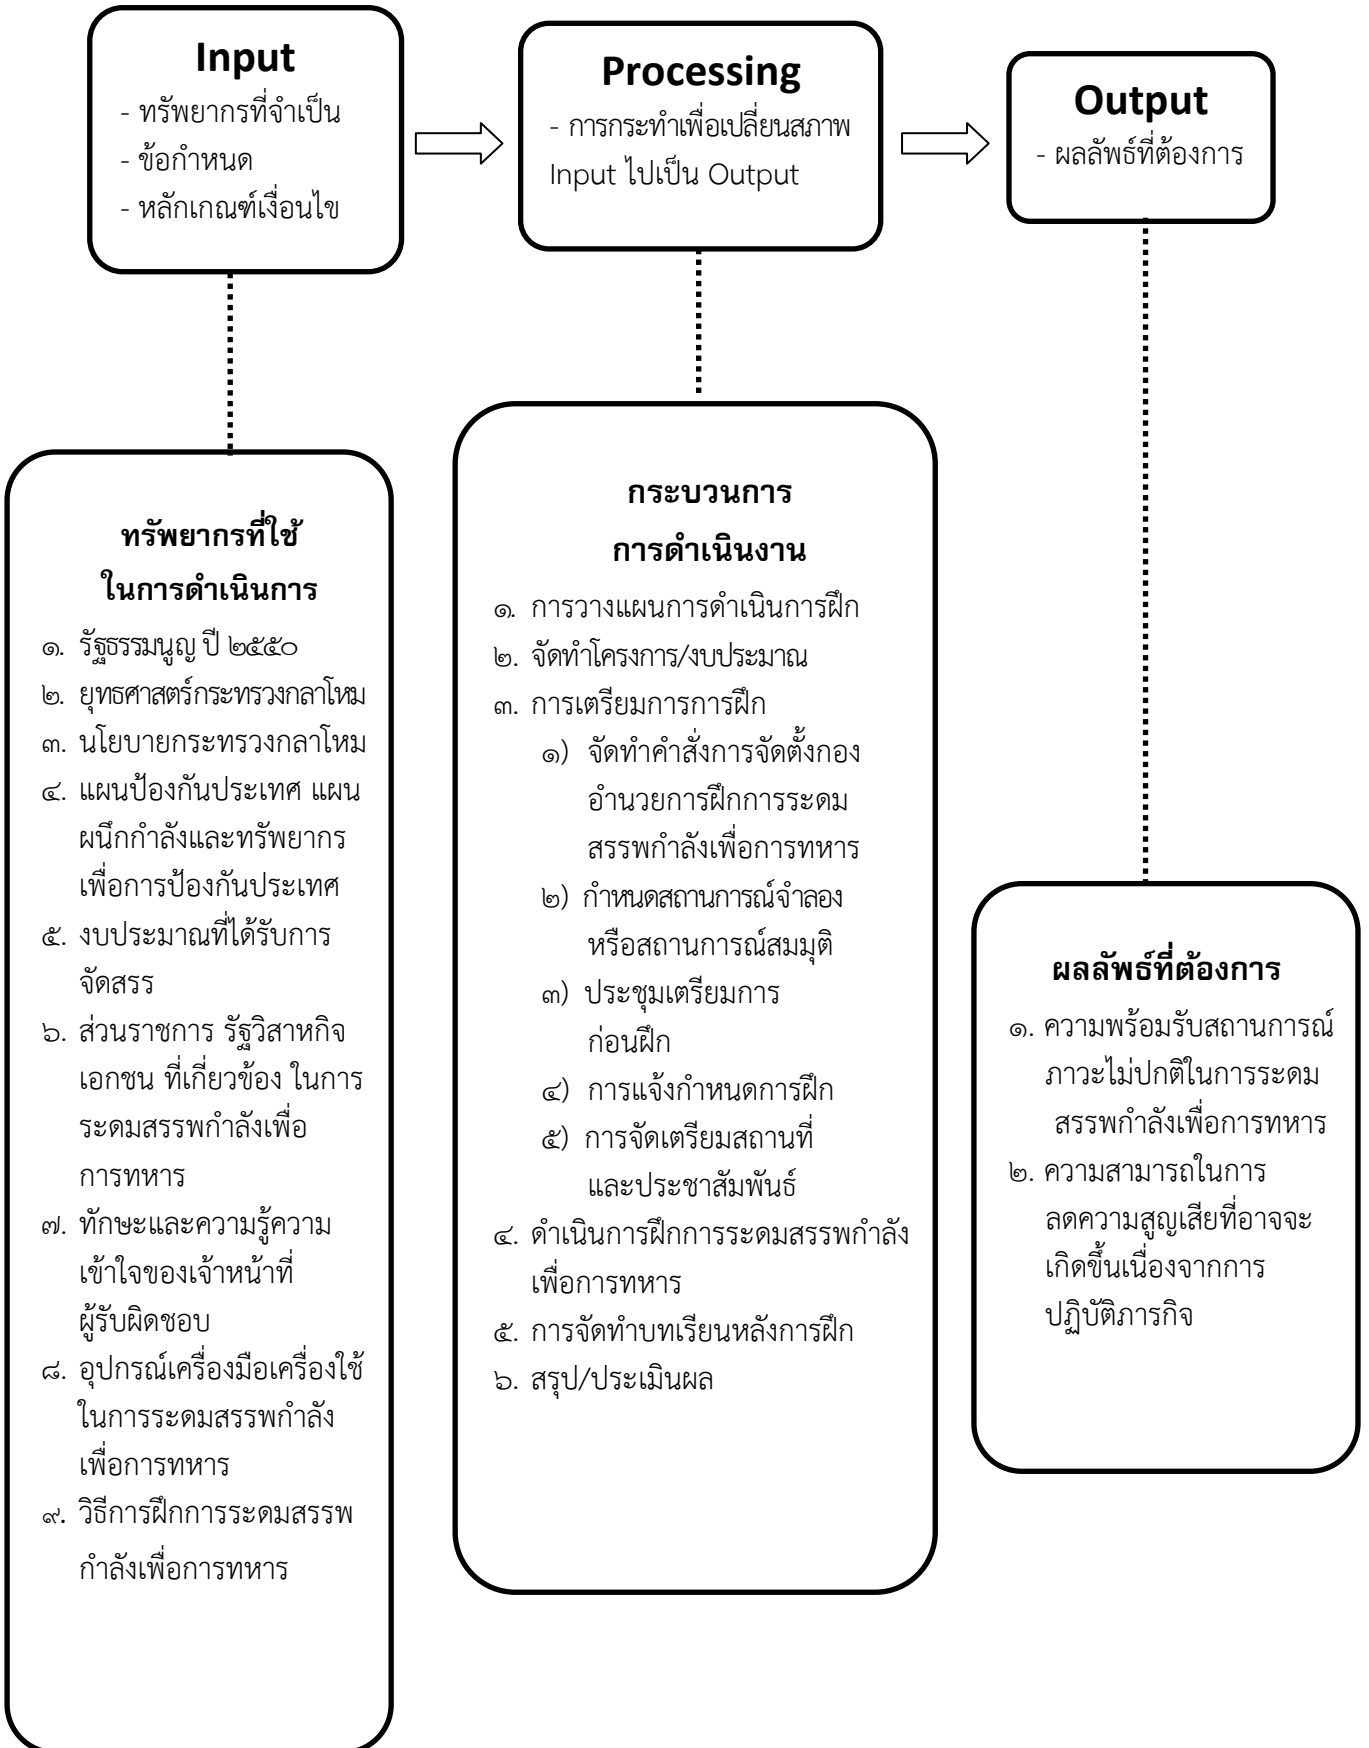 Input
- ทรัพยากรที่จำเป็น
- ข้อกำหนด
- หลักเกณฑ์เงื่อนไข
Processing
- การกระทำเพื่อเปลี่ยนสภาพ
Input ไปเป็น Output
Output
- ผลลัพธ์ที่ต้องการ
ทรัพยากรที่ใช้
ในการดำเนินการ
๑. รัฐธรรมนูญ ปี ๒๕๕๐
๒. ยุทธศาสตร์กระทรวงกลาโหม
๓. นโยบายกระทรวงกลาโหม
๔. แผนป้องกันประเทศ แผน
ผนึกกำลังและทรัพยากร
เพื่อการป้องกันประเทศ
๕. งบประมาณที่ได้รับการ
จัดสรร
๖. ส่วนราชการ รัฐวิสาหกิจ
เอกชน ที่เกี่ยวข้อง ในการ
ระดมสรรพกำลังเพื่อ
การทหาร
๗. ทักษะและความรู้ความ
เข้าใจของเจ้าหน้าที่
ผู้รับผิดชอบ
๘. อุปกรณ์เครื่องมือเครื่องใช้
ในการระดมสรรพกำลัง
เพื่อการทหาร
๙. วิธีการฝึกการระดมสรรพ
กำลังเพื่อการทหาร
กระบวนการ
การดำเนินงาน
๑. การวางแผนการดำเนินการฝึก
๒. จัดทำโครงการ/งบประมาณ
๓. การเตรียมการการฝึก
๑) จัดทำคำสั่งการจัดตั้งกอง
อำนวยการฝึกการระดม
สรรพกำลังเพื่อการทหาร
๒) กำหนดสถานการณ์จำลอง
หรือสถานการณ์สมมุติ
๓) ประชุมเตรียมการ
ก่อนฝึก
๔) การแจ้งกำหนดการฝึก
๕) การจัดเตรียมสถานที่
และประชาสัมพันธ์
๔. ดำเนินการฝึกการระดมสรรพกำลัง
เพื่อการทหาร
๕. การจัดทำบทเรียนหลังการฝึก
๖. สรุป/ประเมินผล
ผลลัพธ์ที่ต้องการ
๑. ความพร้อมรับสถานการณ์
ภาวะไม่ปกติในการระดม
สรรพกำลังเพื่อการทหาร
๒. ความสามารถในการ
ลดความสูญเสียที่อาจจะ
เกิดขึ้นเนื่องจากการ
ปฏิบัติภารกิจ